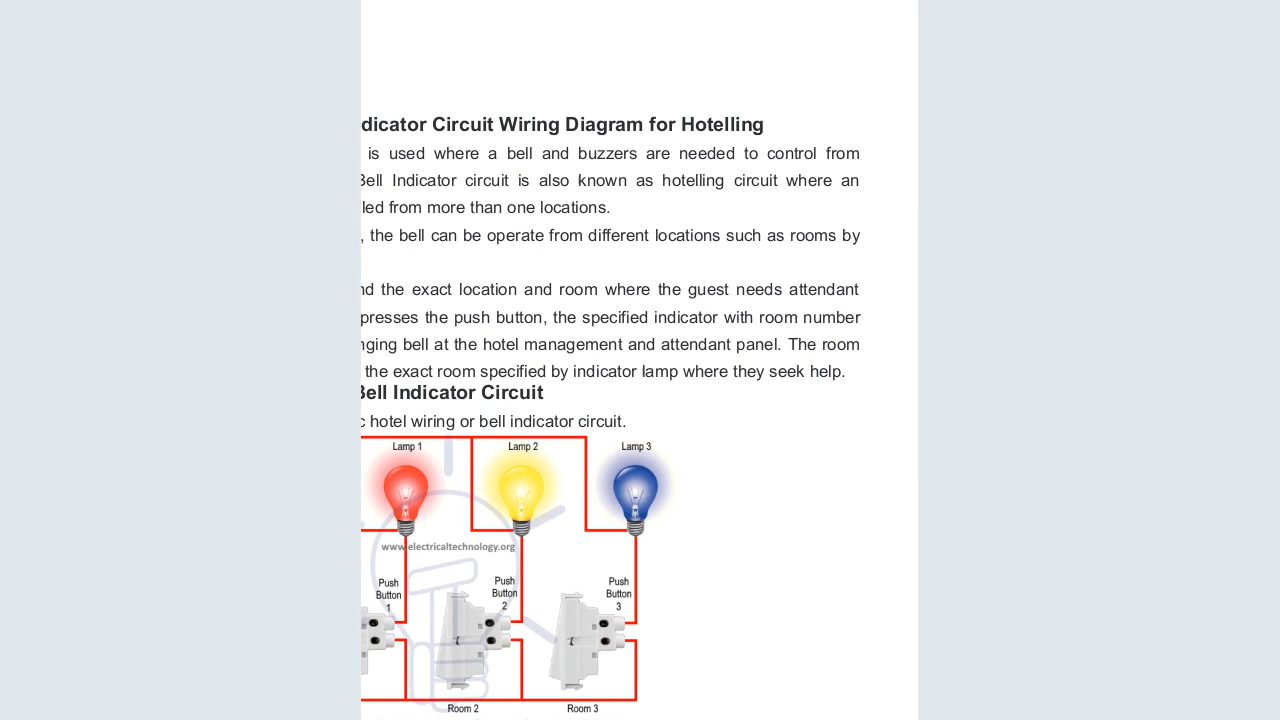 dicator Circuit Wiring Diagram for Hotelling
is used where a bell and buzzers are needed to control from
Bell Indicator circuit is also known as hotelling circuit where an
led from more than one locations.
, the bell can be operate from different locations such as rooms by
nd the exact location and room where the guest needs attendant
presses the push button, the specified indicator with room number
nging bell at the hotel management and attendant panel. The room
the exact room specified by indicator lamp where they seek help.
Bell Indicator Circuit
c hotel wiring or bell indicator circuit.
Lamp 1 Lamp 2 Lamp 3
www.electricaltechnology.org
Push Button 1
Push Button 2
Push Button 3
Room 2 Room 3